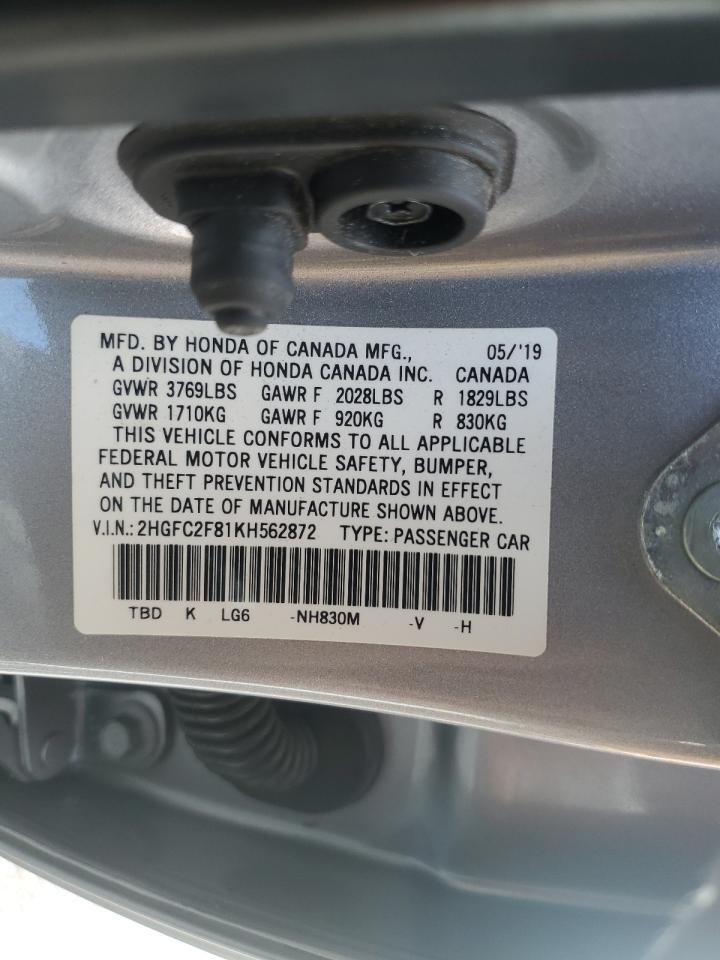 MFD. BY HONDA OF CANADA MFG., 05/'19
A DIVISION OF HONDA CANADA INC. CANADA
GVWR 3769LBS GAWR F 2028LBS R 1829LBS
GVWR 1710KG GAWR F 920KG R 830KG
THIS VEHICLE CONFORMS TO ALL APPLICABLE
FEDERAL MOTOR VEHICLE SAFETY, BUMPER,
AND THEFT PREVENTION STANDARDS IN EFFECT
ON THE DATE OF MANUFACTURE SHOWN ABOVE.
V.I.N.: 2HGFC2F81KH562872 TYPE: PASSENGER CAR
TBD K LG6 -NH830M -V -H